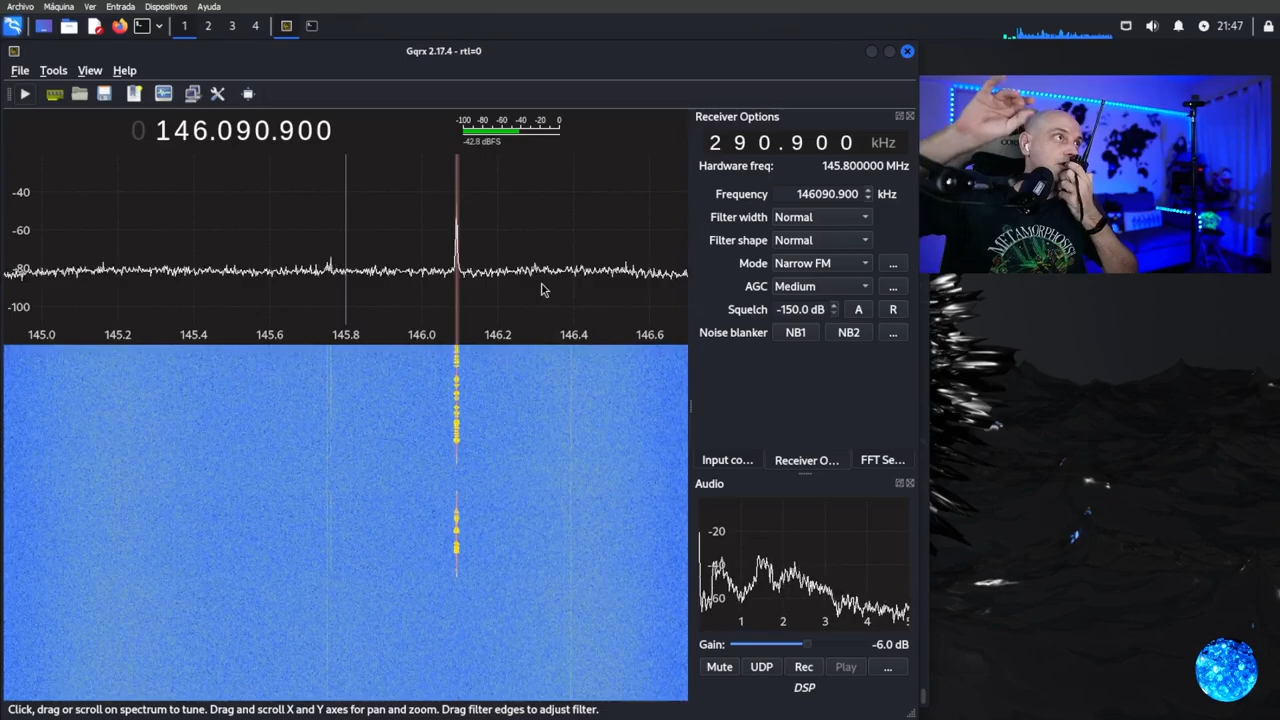 Archivo Máquina Ver Entrada Dispositivos Ayuda
1 2 3 4 21:47
Gqrx 2.17.4 - rtl=0
File Tools View Help
0 146.090.900
-100 -80 -60 -40 -20 0
-42.8 dBFS
-40
-60
-80
-100
145.0 145.2 145.4 145.6 145.8 146.0 146.2 146.4 146.6
Receiver Options
290.900 kHz
Hardware freq: 145.800000 MHz
Frequency 146090.900 kHz
Filter width Normal
Filter shape Normal
Mode Narrow FM ...
AGC Medium ...
Squelch -150.0 dB A R
Noise blanker NB1 NB2 ...
Input co... Receiver O... FFT Se...
Audio
-20
-40
-60
1 2 3 4
Gain: -6.0 dB
Mute UDP Rec Play ...
DSP
Click, drag or scroll on spectrum to tune. Drag and scroll X and Y axes for pan and zoom. Drag filter edges to adjust filter.
METAMORPHOSIS